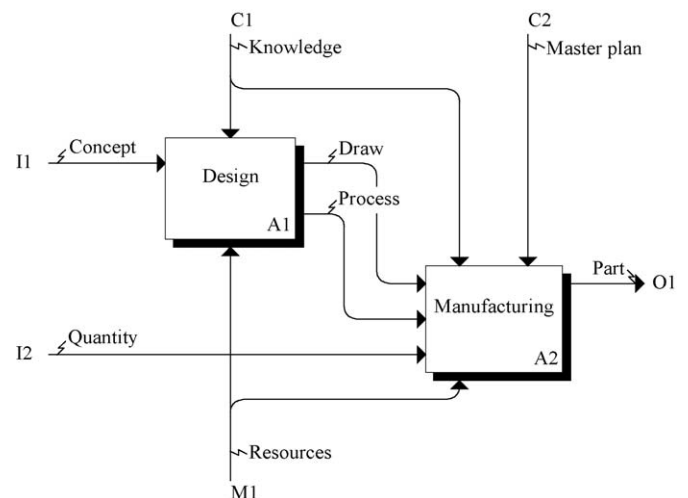 C1
C2
Knowledge
Master plan
Concept
I1
Design
Draw
Process
A1
Part
O1
Manufacturing
Quantity
I2
A2
Resources
M1